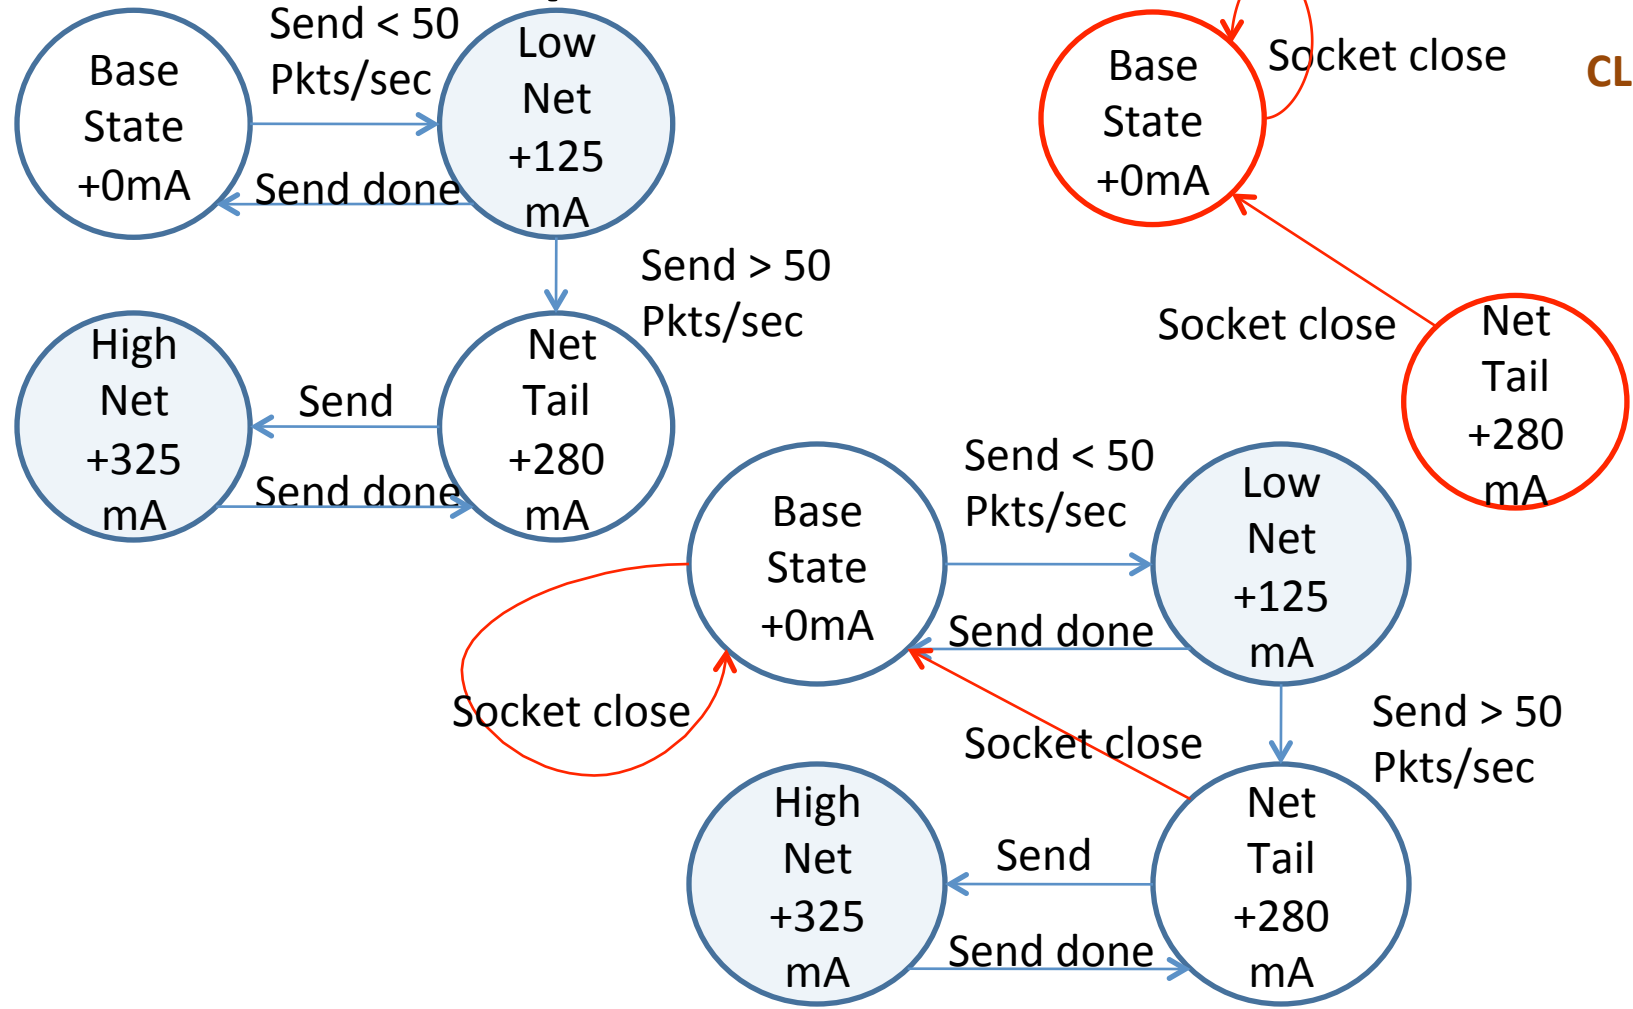 Send < 50
Pkts/sec
Base
State
+0mA
Low
Net
+125
mA
Send done
Send > 50
Pkts/sec
High
Net
+325
mA
Send
Send done
Net
Tail
+280
mA
Base
State
+0mA
Socket close
CL
Socket close
Net
Tail
+280
mA
Base
State
+0mA
Send < 50
Pkts/sec
Low
Net
+125
mA
Send done
Socket close
Socket close
Send > 50
Pkts/sec
High
Net
+325
mA
Send
Send done
Net
Tail
+280
mA